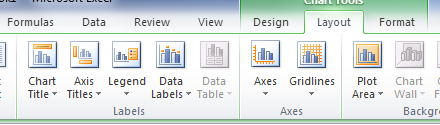 Microsoft Excel
Chart Tools
Formulas Data Review View Design Layout Format
Chart Title Axis Titles Legend Data Labels Data Table Axes Gridlines Plot Area Chart Wall
Labels Axes